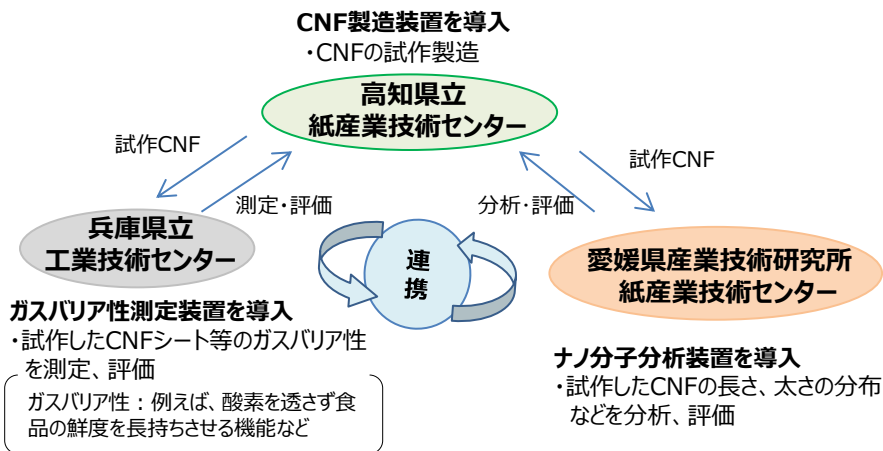 CNF製造装置を導入
・CNFの試作製造
高知県立
紙産業技術センター
試作CNF
試作CNF
測定・評価
分析・評価
兵庫県立
工業技術センター
連
携
愛媛県産業技術研究所
紙産業技術センター
ガスバリア性測定装置を導入
・試作したCNFシート等のガスバリア性
を測定、評価
ガスバリア性：例えば、酸素を透さず食
品の鮮度を長持ちさせる機能など
ナノ分子分析装置を導入
・試作したCNFの長さ、太さの分布
などを分析、評価